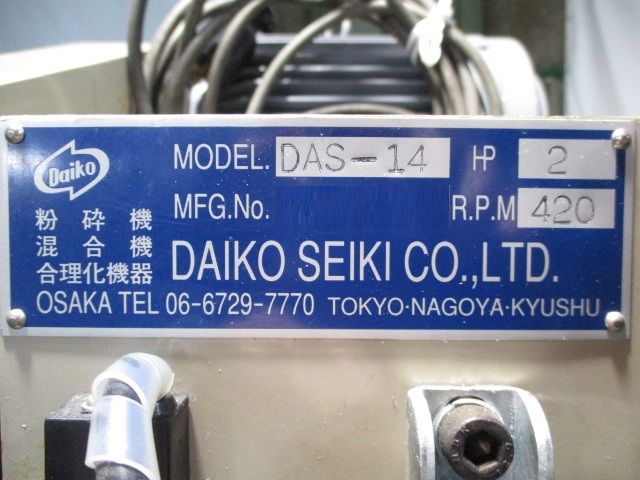 Daiko
MODEL. DAS-14 HP 2
MFG.No. R.P.M 420
粉砕機
混合機
合理化機器
DAIKO SEIKI CO.,LTD.
OSAKA TEL 06-6729-7770 TOKYO·NAGOYA·KYUSHU